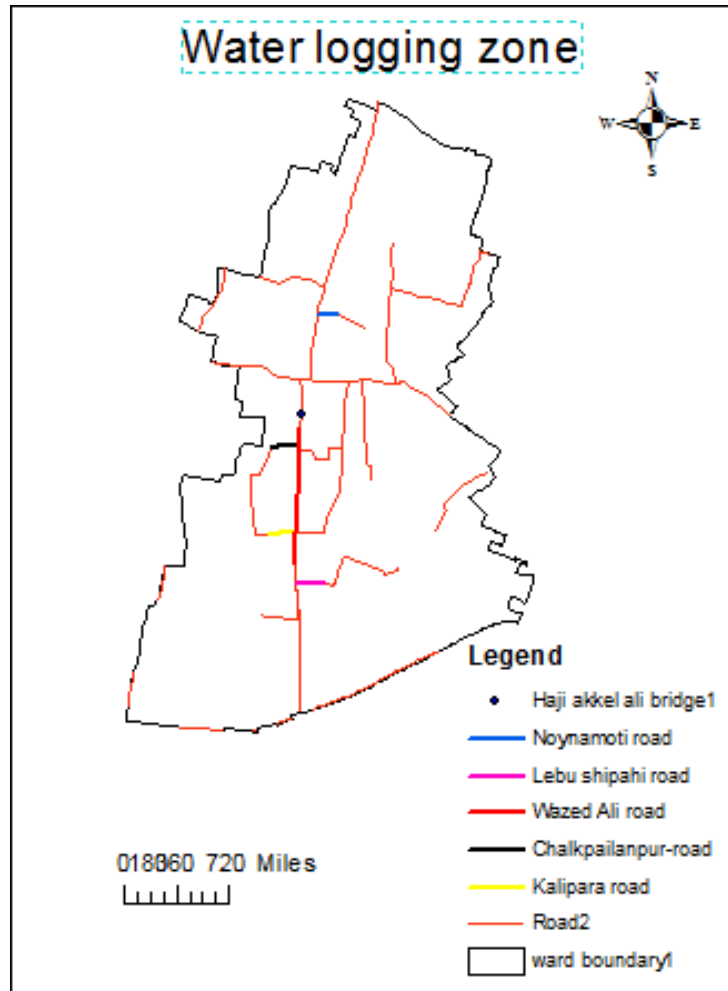 Water logging zone
N
W E
S
Legend
Haji akkel ali bridge1
Noynamoti road
Lebu shipahi road
Wazed Ali road
Chalkpailanpur-road
Kalipara road
Road2
ward boundary1
0180360 720 Miles